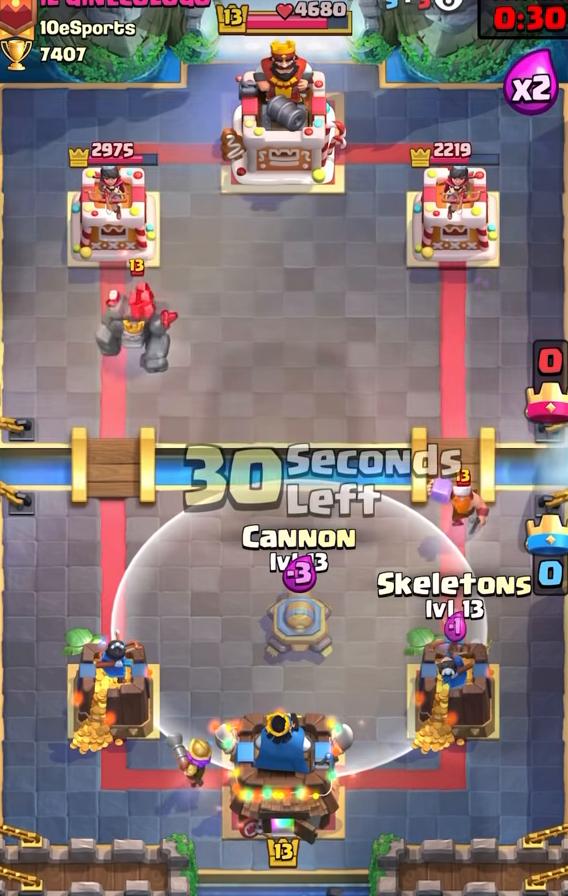 13
4680
0:30
10eSports
7407
x2
2975
2219
13
0
30 Seconds
Left
13
0
Cannon
lvl 13
-3
Skeletons
lvl 13
-1
13